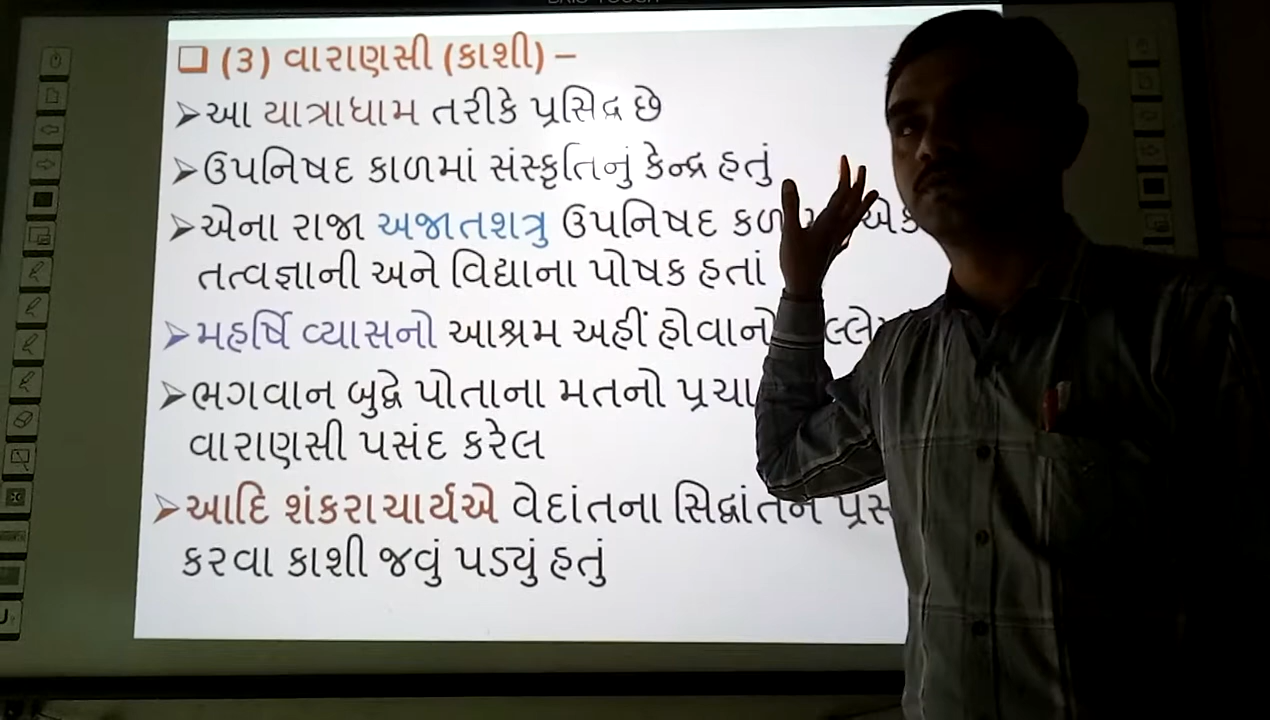 (૩) વારાણસી (કાશી) –
આ યાત્રાધામ તરીકે પ્રસિદ્ધ છે
ઉપનિષદ કાળમાં સંસ્કૃતિનું કેન્દ્ર હતું
એના રાજા અજાતશત્રુ ઉપનિષદ
તત્વજ્ઞાની અને વિદ્યાના પોષક હતાં
મહર્ષિ વ્યાસનો આશ્રમ અહીં હોવાનો
ભગવાન બુદ્ધે પોતાના મતનો
વારાણસી પસંદ કરેલ
આદિ શંકરાચાર્યએ વેદાંતના
કરવા કાશી જવું પડ્યું હતું